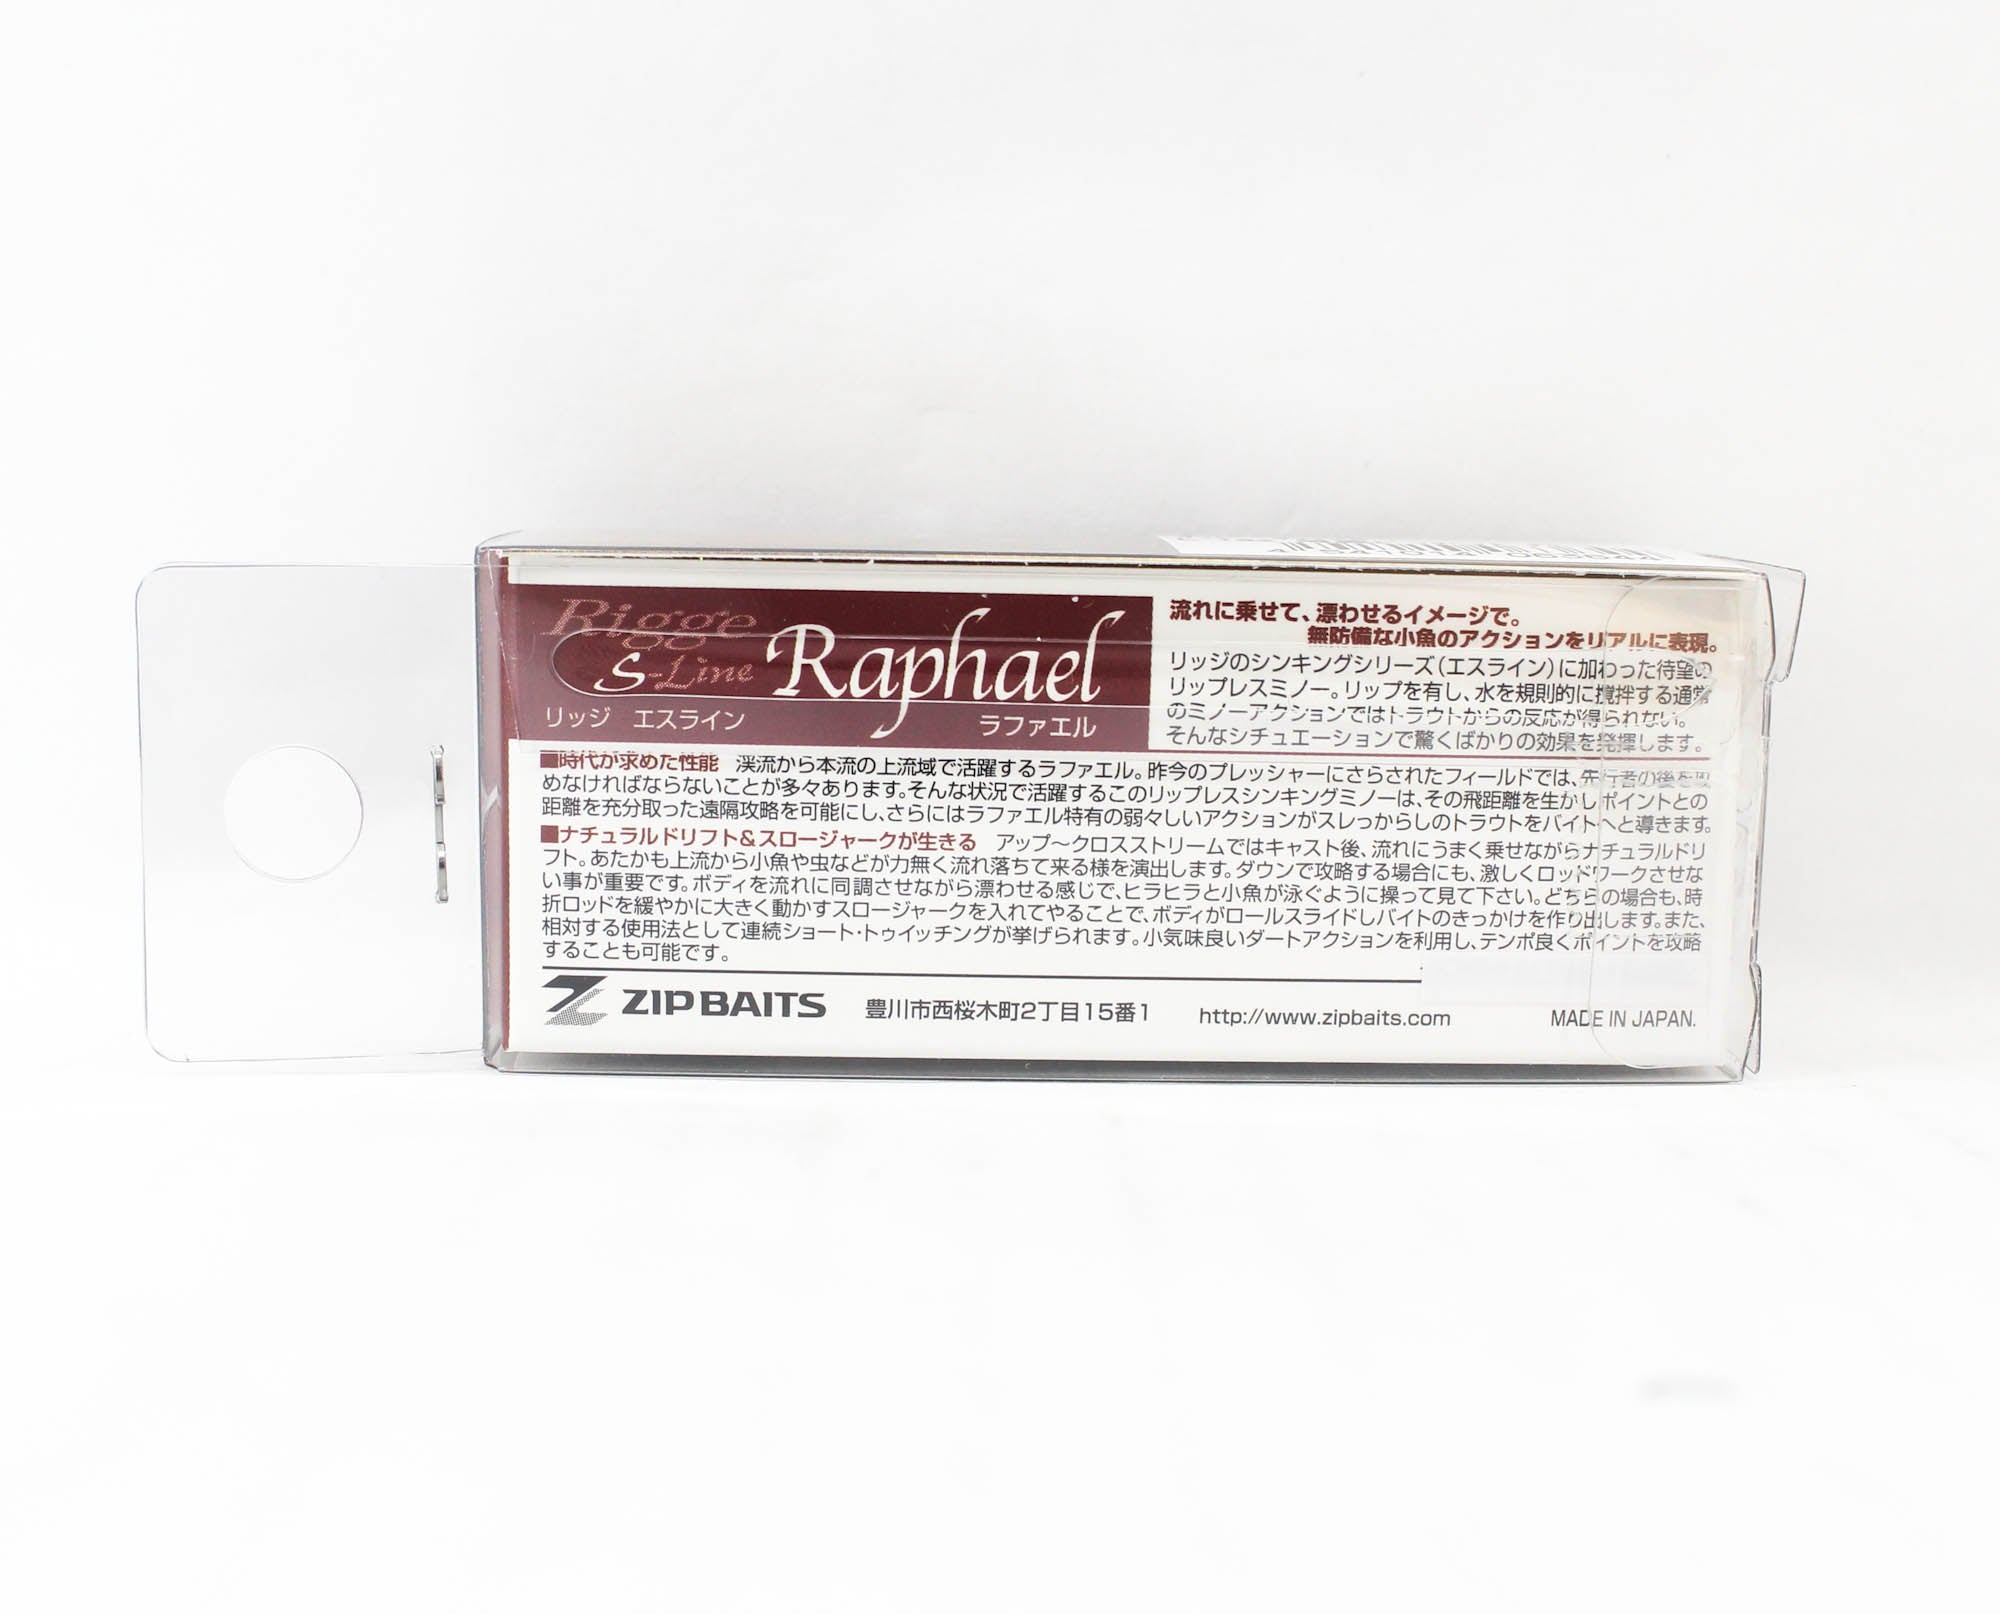 Rigge
S-Line
Raphael
リッジ　エスライン
ラファエル
流れに乗せて、漂わせるイメージで。
無防備な小魚のアクションをリアルに表現。
リッジのシンキングシリーズ(エスライン)に加わった待望の
リップレスミノー。リップを有し、水を規則的に撹拌する通常
のミノーアクションではトラウトからの反応が得られない。
そんなシチュエーションで驚くばかりの効果を発揮します。
■時代が求めた性能　渓流から本流の上流域で活躍するラファエル。昨今のプレッシャーにさらされたフィールドでは、先行者の後を攻
めなければならないことが多々あります。そんな状況で活躍するこのリップレスシンキングミノーは、その飛距離を生かしポイントとの
距離を充分取った遠隔攻略を可能にし、さらにはラファエル特有の弱々しいアクションがスレっからしのトラウトをバイトへと導きます。
■ナチュラルドリフト&スロージャークが生きる　アップ〜クロスストリームではキャスト後、流れにうまく乗せながらナチュラルドリ
フト。あたかも上流から小魚や虫などが力無く流れ落ちて来る様を演出します。ダウンで攻略する場合にも、激しくロッドワークさせな
い事が重要です。ボディを流れに同調させながら漂わせる感じで、ヒラヒラと小魚が泳ぐように操って見て下さい。どちらの場合も、時
折ロッドを緩やかに大きく動かすスロージャークを入れてやることで、ボディがロールスライドしバイトのきっかけを作り出します。また、
相対する使用法として連続ショート・トゥイッチングが挙げられます。小気味良いダートアクションを利用し、テンポ良くポイントを攻略
することも可能です。
ZIPBAITS　豊川市西桜木町2丁目15番1　http://www.zipbaits.com　MADE IN JAPAN.